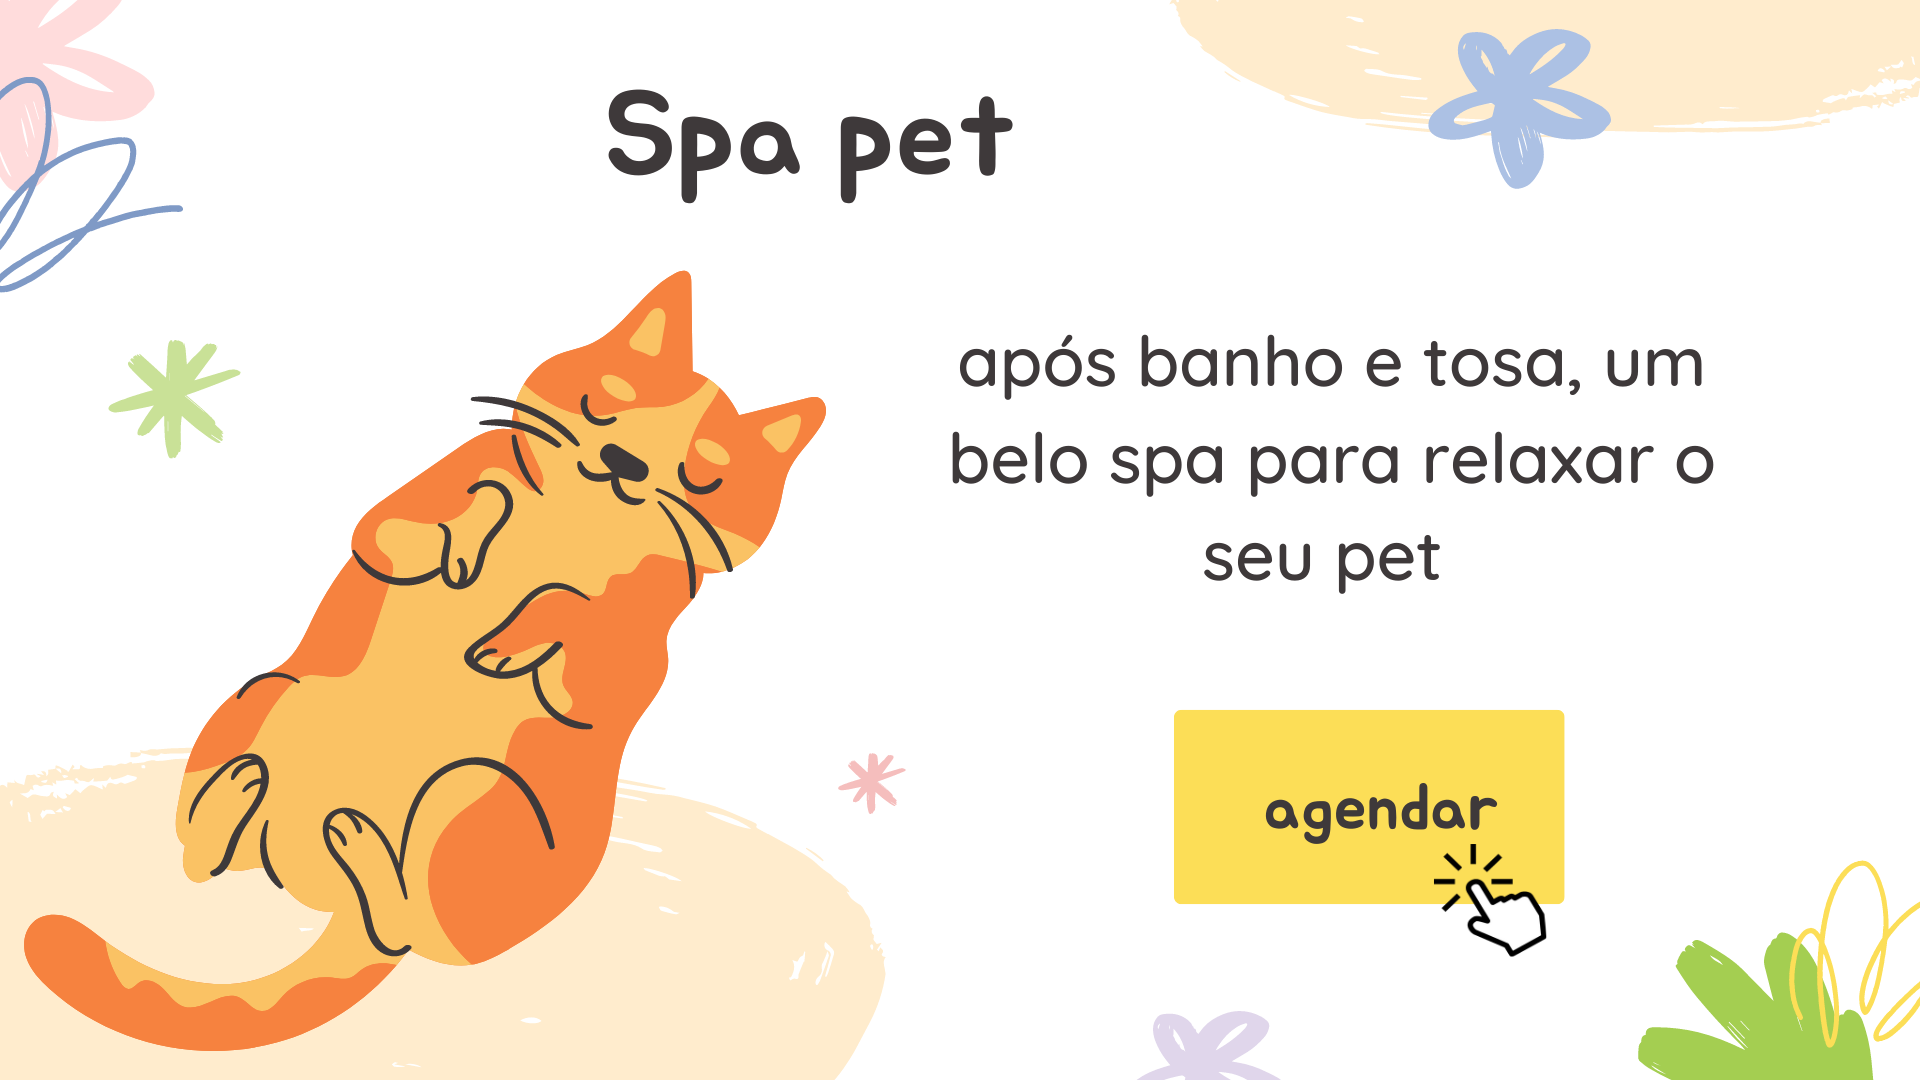 Spa pet
após banho e tosa, um
belo spa para relaxar o
seu pet
agendar